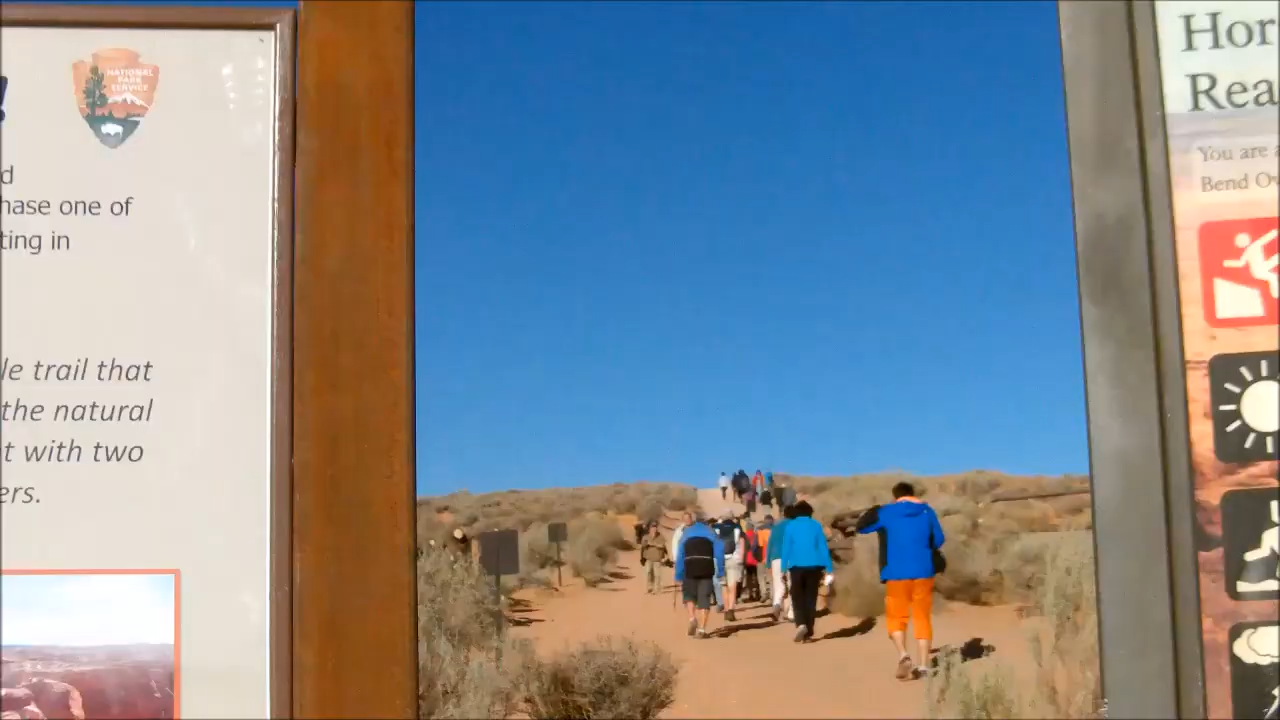 !
NATIONAL
PARK
SERVICE
d
hase one of
ting in
le trail that
the natural
t with two
ers.
Hor
Rea
You are a
Bend Ov